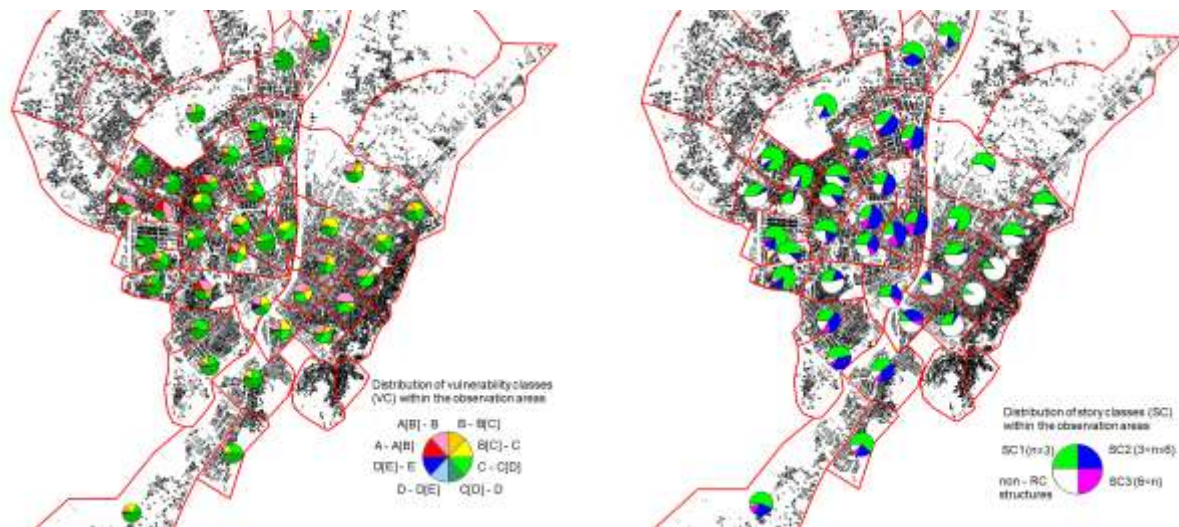 Distribution of vulnerability classes
(VC) within the observation areas
A[B] - B
B - B[C]
A - A[B]
B[C] - C
D[E] - E
C - C[D]
D - D[E]
C[D] - D
Distribution of story classes (SC)
within the observation areas
SC1 (n≤3)
SC2 (3<n≤6)
non - RC
structures
SC3 (6<n)